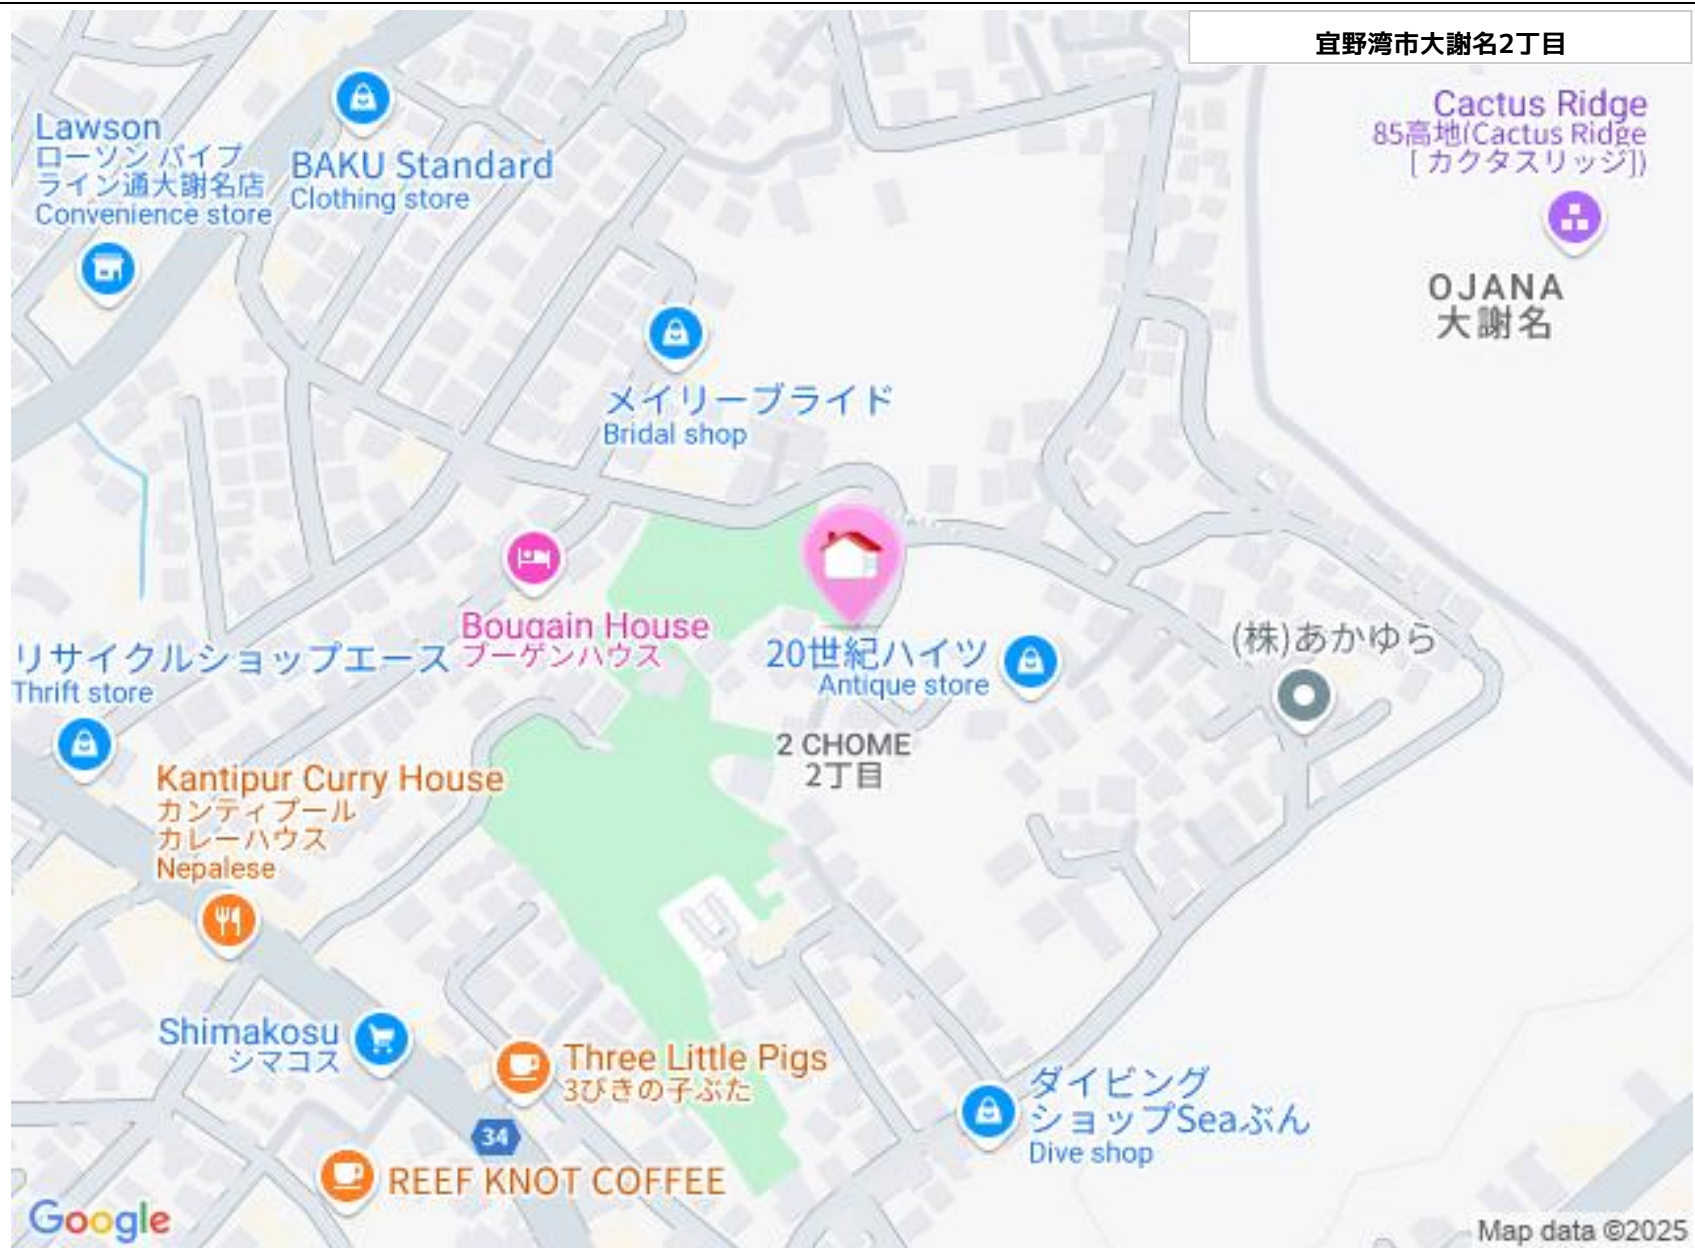 宜野湾市大謝名2丁目
Cactus Ridge
85高地(Cactus Ridge
[ カクタスリッジ])
OJANA
大謝名
Lawson
ローソン パイプ
ライン通大謝名店
Convenience store
BAKU Standard
Clothing store
メイリーブライド
Bridal shop
Bougain House
ブーゲンハウス
リサイクルショップエース
Thrift store
20世紀ハイツ
Antique store
(株)あかゆら
2 CHOME
2丁目
Kantipur Curry House
カンティプール
カレーハウス
Nepalese
Shimakosu
シマコス
Three Little Pigs
3びきの子ぶた
34
REEF KNOT COFFEE
ダイビング
ショップSeaぶん
Dive shop
Google
Map data ©2025